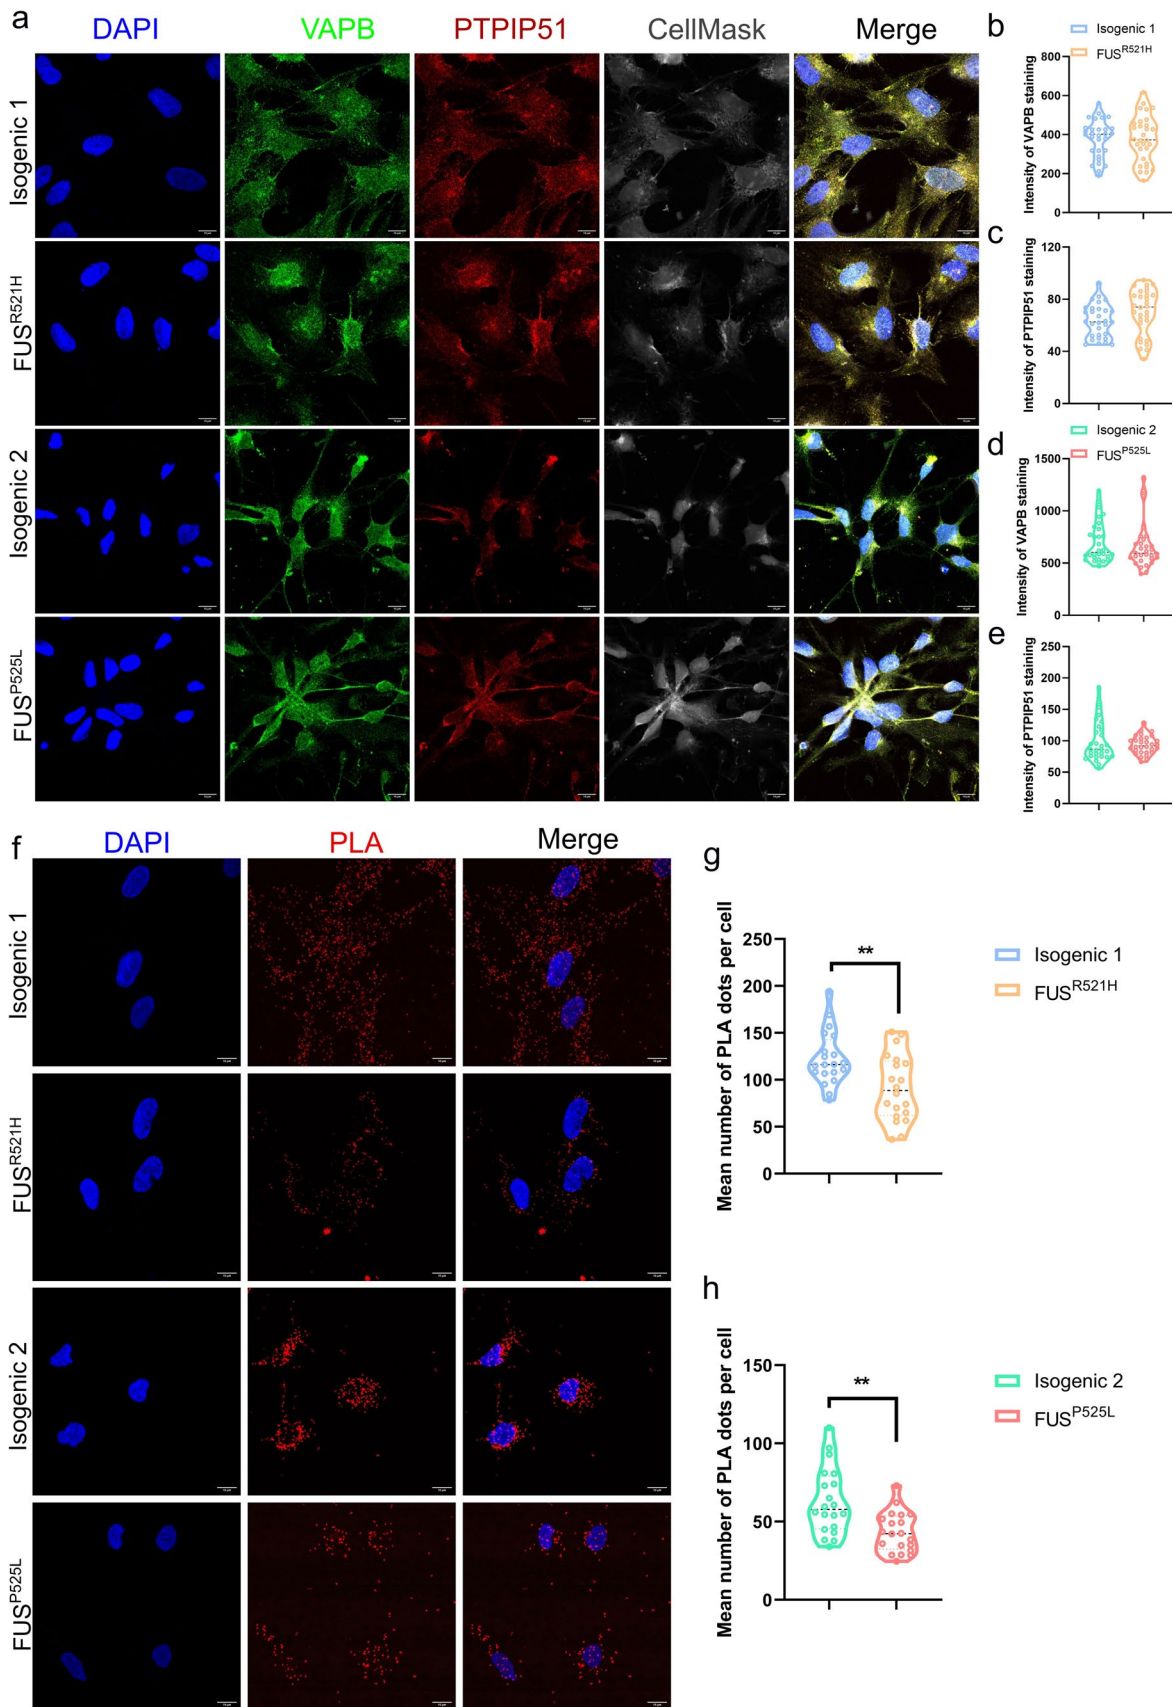 a
DAPI VAPB PTPIP51 CellMask Merge
Isogenic 1
FUSR521H
Isogenic 2
FUSP525L
b
Isogenic 1
FUSR521H
Intensity of VAPB staining
800
600
400
200
0
c
Intensity of PTPIP51 staining
120
80
40
0
d
Isogenic 2
FUSP525L
Intensity of VAPB staining
1500
1000
500
0
e
Intensity of PTPIP51 staining
250
200
150
100
50
0
f
DAPI PLA Merge
Isogenic 1
FUSR521H
Isogenic 2
FUSP525L
g
Mean number of PLA dots per cell
250
200
150
100
50
0
**
Isogenic 1
FUSR521H
h
Mean number of PLA dots per cell
150
100
50
0
**
Isogenic 2
FUSP525L